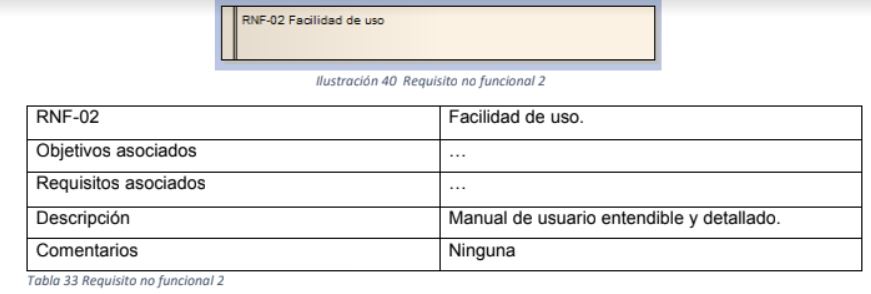 RNF-02 Facilidad de uso
Ilustración 40 Requisito no funcional 2
RNF-02 Facilidad de uso.
Objetivos asociados ...
Requisitos asociados ...
Descripción Manual de usuario entendible y detallado.
Comentarios Ninguna
Tabla 33 Requisito no funcional 2